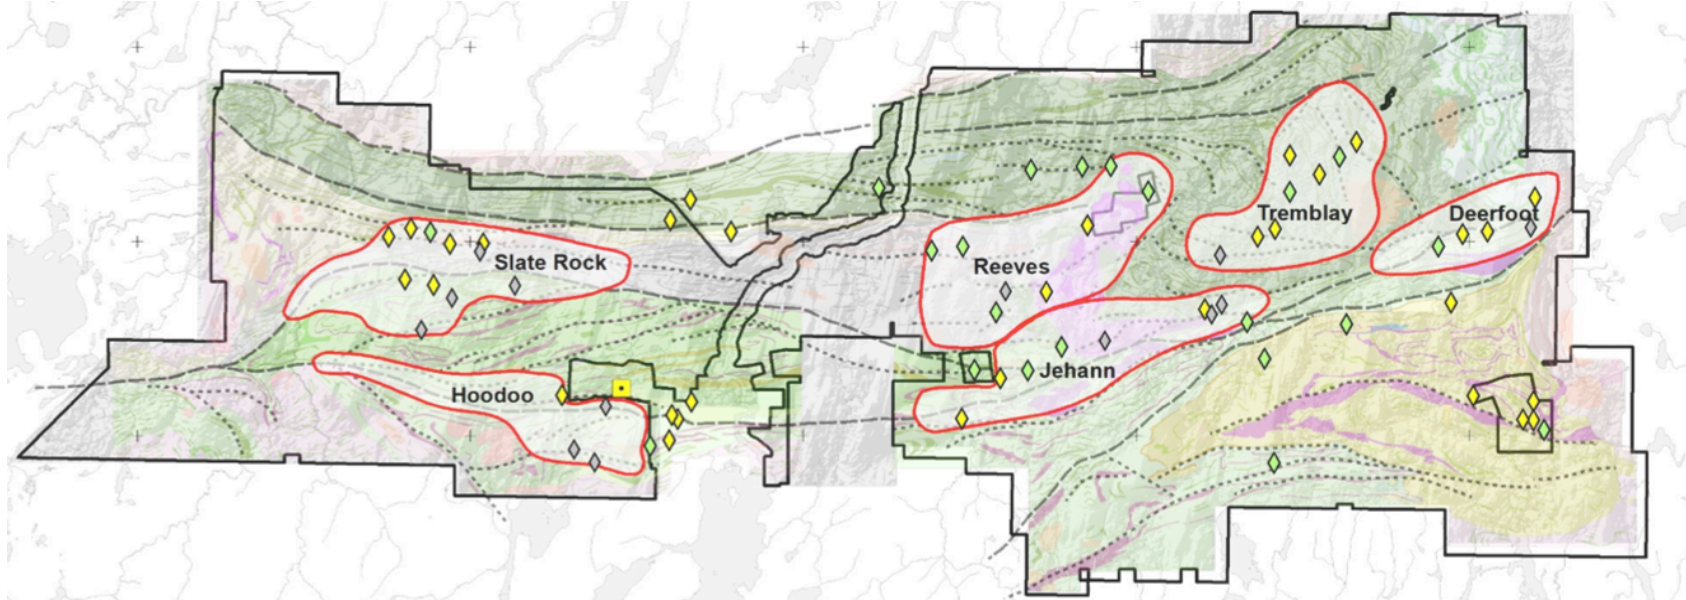 Tremblay
Deerfoot
Slate Rock
Reeves
Jehann
Hoodoo